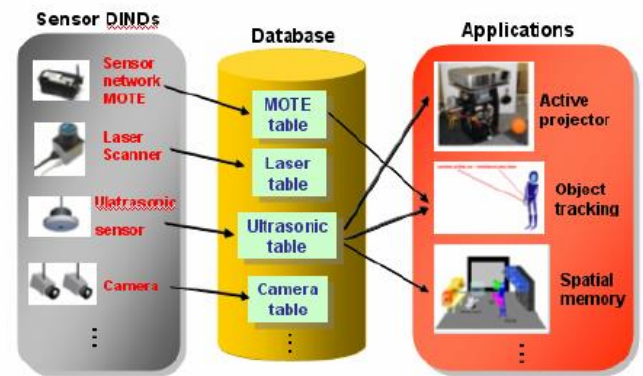 Sensor DINDs
Sensor
network
MOTE
Laser
Scanner
Ulatrasonic
sensor
Camera
Database
MOTE
table
Laser
table
Ultrasonic
table
Camera
table
Applications
Active
projector
Object
tracking
Spatial
memory